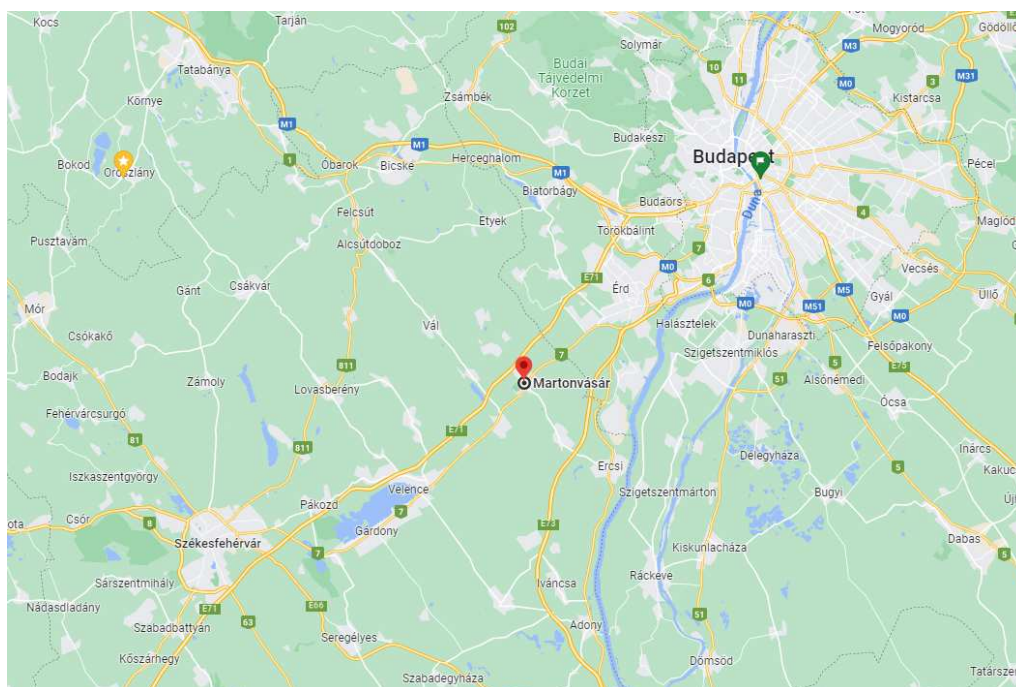 Kocs
Tarján
102
Solymár
Mogyoród
Gödöllő
M3
Tatabánya
Budai
Tájvédelmi
Körzet
10
11
M0
M31
3
Kistarcsa
Környe
Zsámbék
M1
Budakeszi
Bokod
Oroszlány
1
Óbarok
M1
Bicske
Herceghalom
M1
Biatorbágy
Budapest
Pécel
Budaörs
Duna
4
Maglód
Felcsút
Etyek
Törökbálint
Pusztavám
Alcsútdoboz
7
M0
Vecsés
Gánt
Csákvár
E71
Érd
6
M5
Gyál
Üllő
M0
M51
M0
Mór
Vál
Halásztelek
Dunaharaszti
Csókakő
7
Szigetszentmiklós
5
Felsőpakony
E75
811
Bodajk
Zámoly
Lovasberény
Martonvásár
51
Alsónémedi
Ócsa
Fehérvárcsurgó
81
811
E71
Inárcs
Iszkaszentgyörgy
Ercsi
Délegyháza
5
Kakuc
Velence
Szigetszentmárton
Bugyi
Csór
8
Pákozd
7
Gárdony
E73
Székesfehérvár
7
Kiskunlacháza
Dabas
5
Sárszentmihály
Iváncsa
Ráckeve
Nádasdladány
E71
E66
63
51
Szabadbattyán
Seregélyes
Adony
Kőszárhegy
Dömsöd
Szabadegyháza
Tatárszen